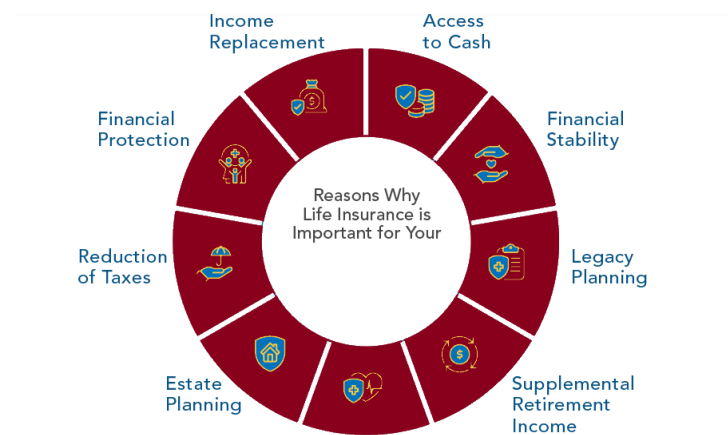 Income
Replacement
Access
to Cash
Financial
Protection
Financial
Stability
Reasons Why
Life Insurance is
Important for Your
Reduction
of Taxes
Legacy
Planning
Estate
Planning
Supplemental
Retirement
Income